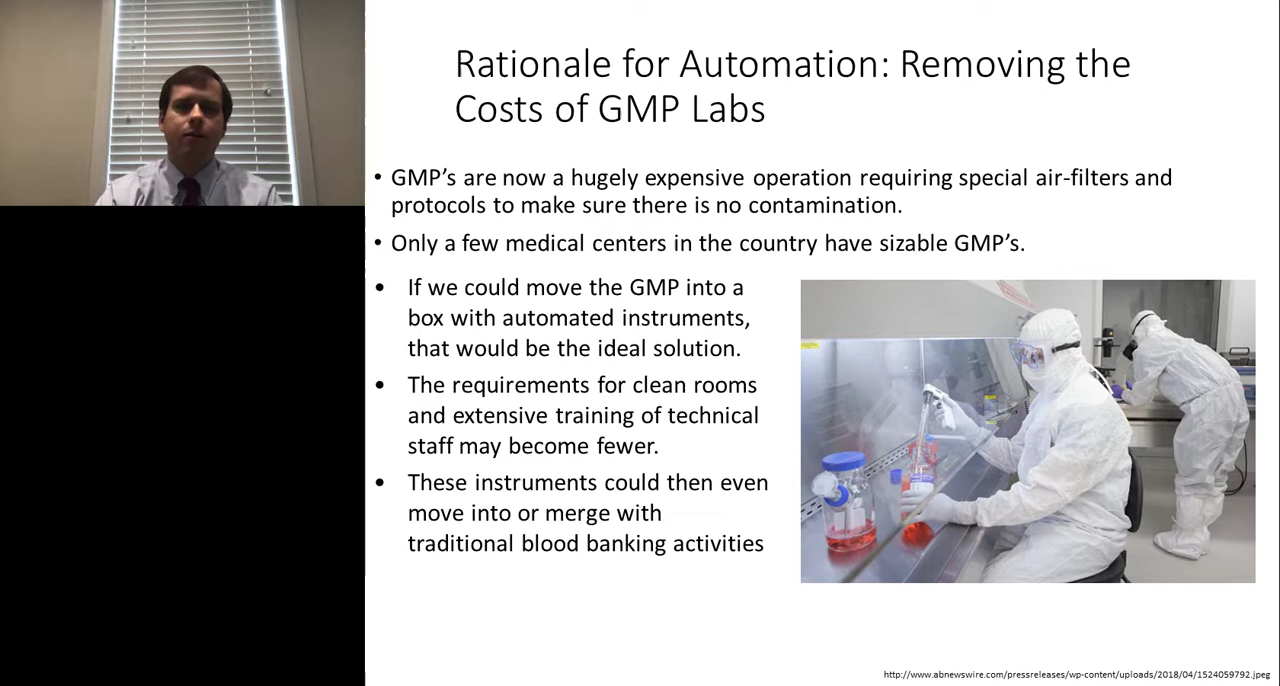 Rationale for Automation: Removing the
Costs of GMP Labs
• GMP's are now a hugely expensive operation requiring special air-filters and
protocols to make sure there is no contamination.
• Only a few medical centers in the country have sizable GMP's.
• If we could move the GMP into a
box with automated instruments,
that would be the ideal solution.
• The requirements for clean rooms
and extensive training of technical
staff may become fewer.
• These instruments could then even
move into or merge with
traditional blood banking activities
http://www.abnewswire.com/pressreleases/wp-content/uploads/2018/04/1524059792.jpeg